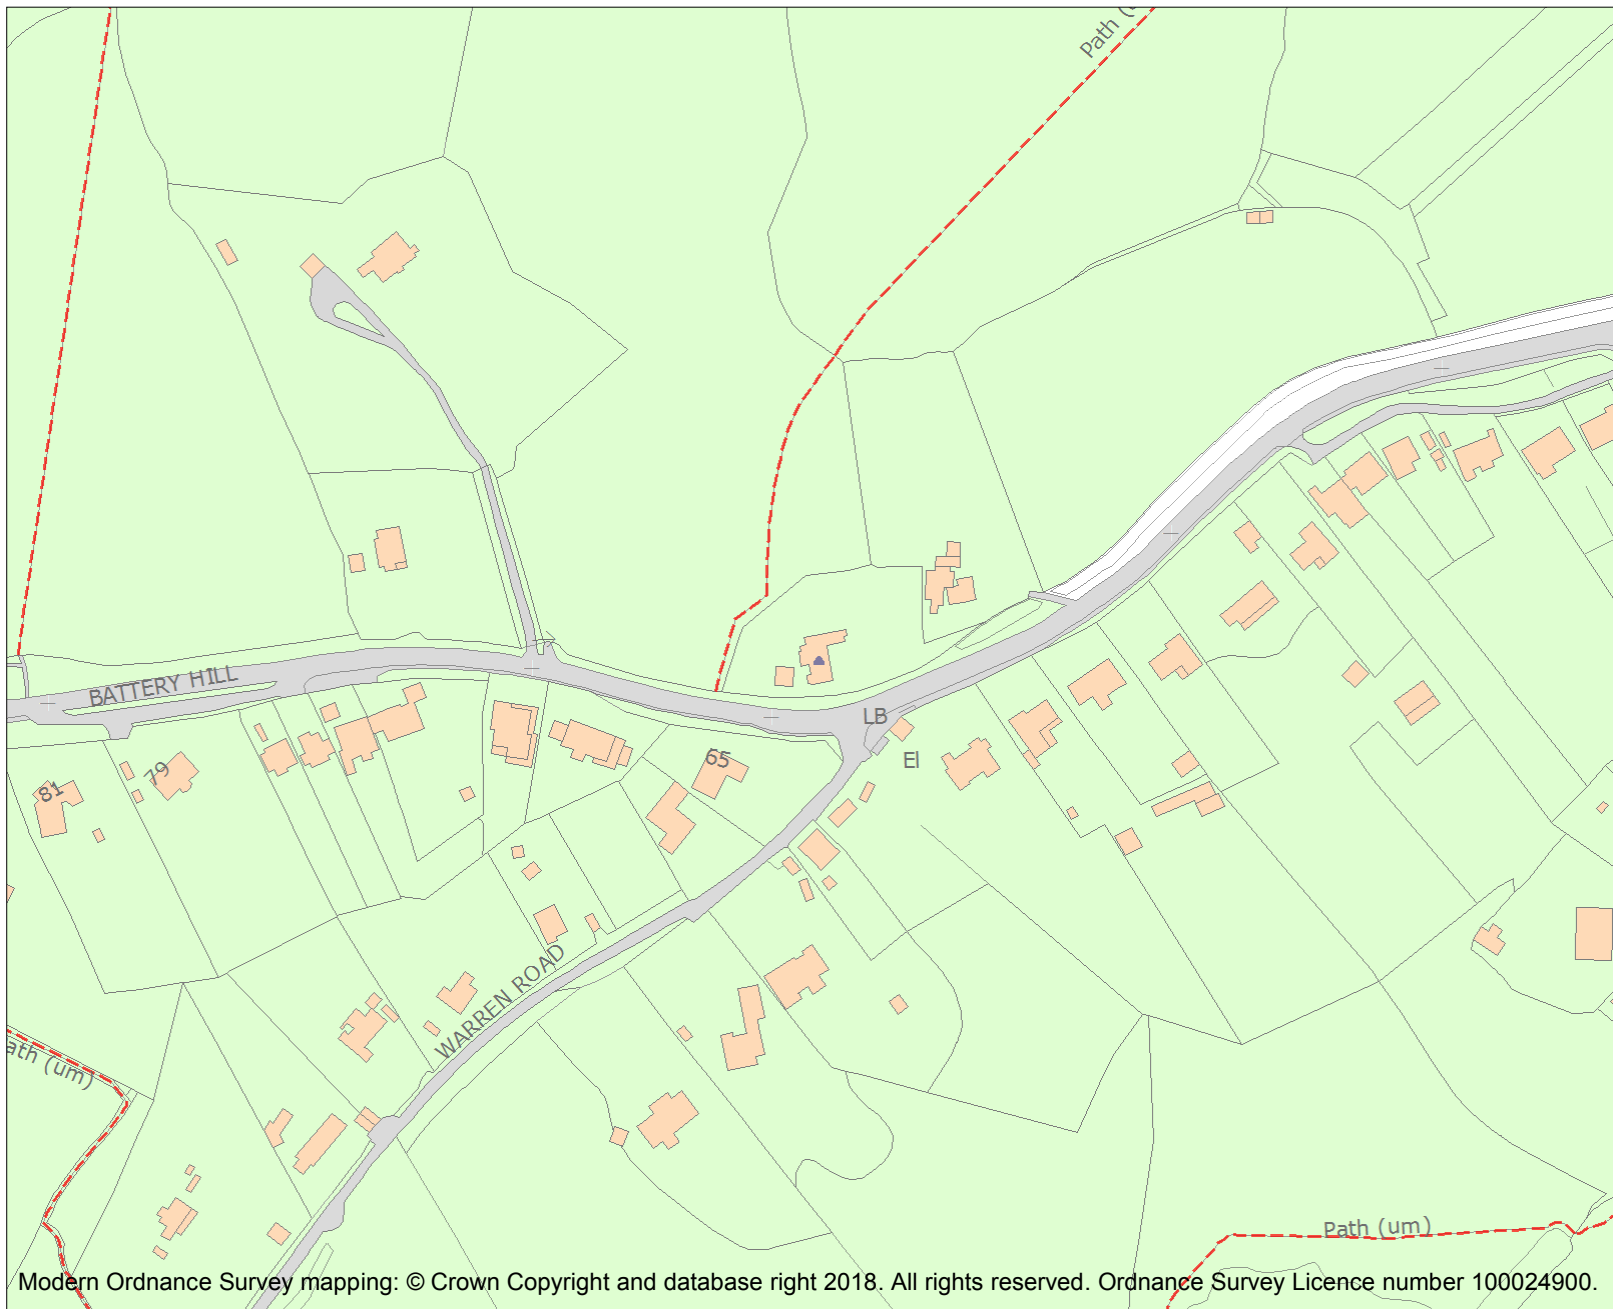 Path (u
BATTERY HILL
LB
El
65
79
81
WARREN ROAD
ath (um)
Path (um)
Modern Ordnance Survey mapping: © Crown Copyright and database right 2018. All rights reserved. Ordnance Survey Licence number 100024900.